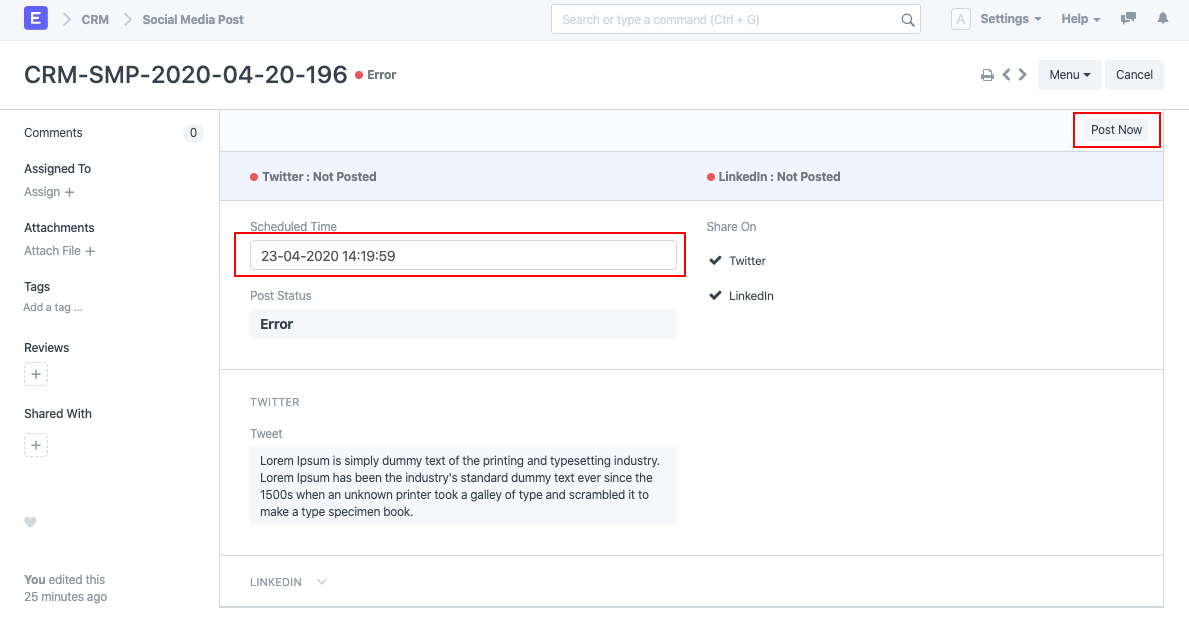 E CRM Social Media Post Search or type a command (Ctrl + G) A Settings Help
CRM-SMP-2020-04-20-196 Error Menu Cancel
Comments 0
Assigned To
Assign +
Attachments
Attach File +
Tags
Add a tag ...
Reviews
+
Shared With
+
You edited this
25 minutes ago
Post Now
Twitter : Not Posted LinkedIn : Not Posted
Scheduled Time
23-04-2020 14:19:59
Post Status
Error
Share On
Twitter
LinkedIn
TWITTER
Tweet
Lorem Ipsum is simply dummy text of the printing and typesetting industry.
Lorem Ipsum has been the industry's standard dummy text ever since the
1500s when an unknown printer took a galley of type and scrambled it to
make a type specimen book.
LINKEDIN